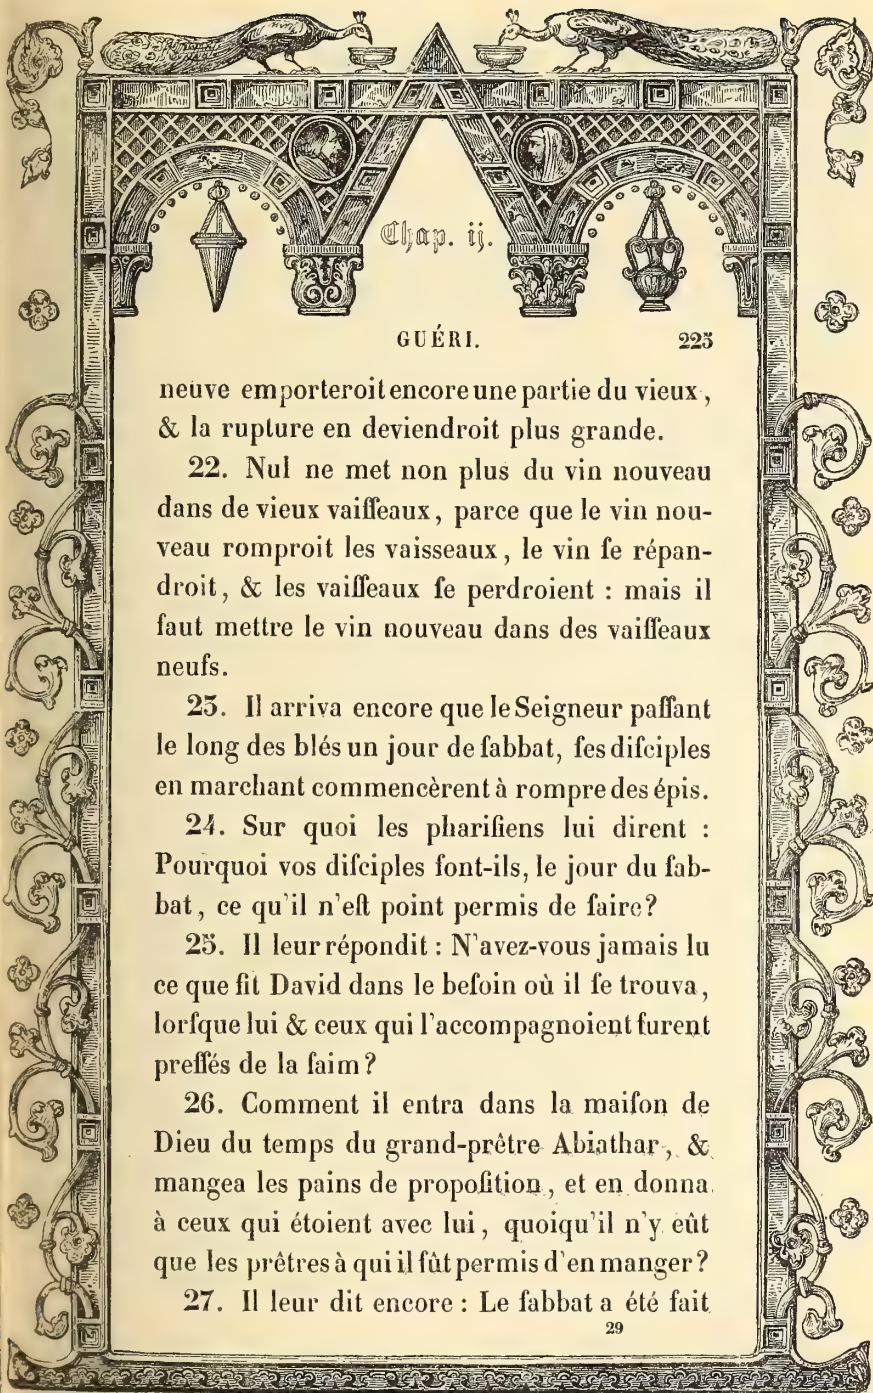 Chap. ij.
GUÉRI. 225
neuve emporteroit encore une partie du vieux,
& la rupture en deviendroit plus grande.
22. Nul ne met non plus du vin nouveau
dans de vieux vaiſſeaux, parce que le vin nou-
veau romproit les vaisseaux, le vin ſe répan-
droit, & les vaiſſeaux ſe perdroient : mais il
faut mettre le vin nouveau dans des vaiſſeaux
neufs.
23. Il arriva encore que le Seigneur paſſant
le long des blés un jour de ſabbat, ſes diſciples
en marchant commencèrent à rompre des épis.
24. Sur quoi les phariſiens lui dirent :
Pourquoi vos diſciples font-ils, le jour du ſab-
bat, ce qu'il n'eſt point permis de faire?
25. Il leur répondit : N'avez-vous jamais lu
ce que fit David dans le beſoin où il ſe trouva,
lorſque lui & ceux qui l'accompagnoient furent
preſſés de la faim?
26. Comment il entra dans la maiſon de
Dieu du temps du grand-prêtre Abiathar, &
mangea les pains de propoſition, et en donna
à ceux qui étoient avec lui, quoiqu'il n'y eût
que les prêtres à qui il fût permis d'en manger?
27. Il leur dit encore : Le ſabbat a été fait
29